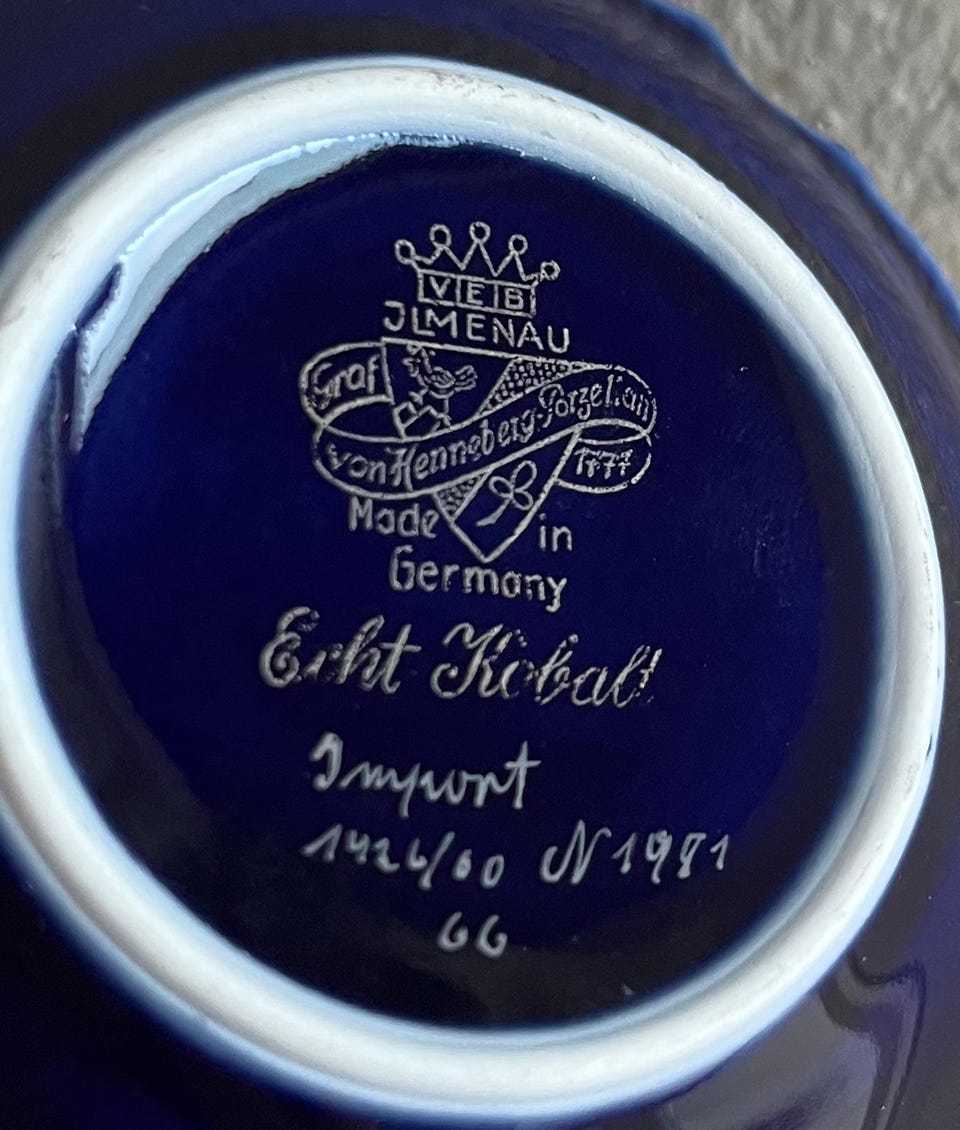 VEB
JLMENAU
Graf
von Henneberg-Porzellan
1777
Made in
Germany
Echt Kobalt
Import
1426/60 N 1981
66